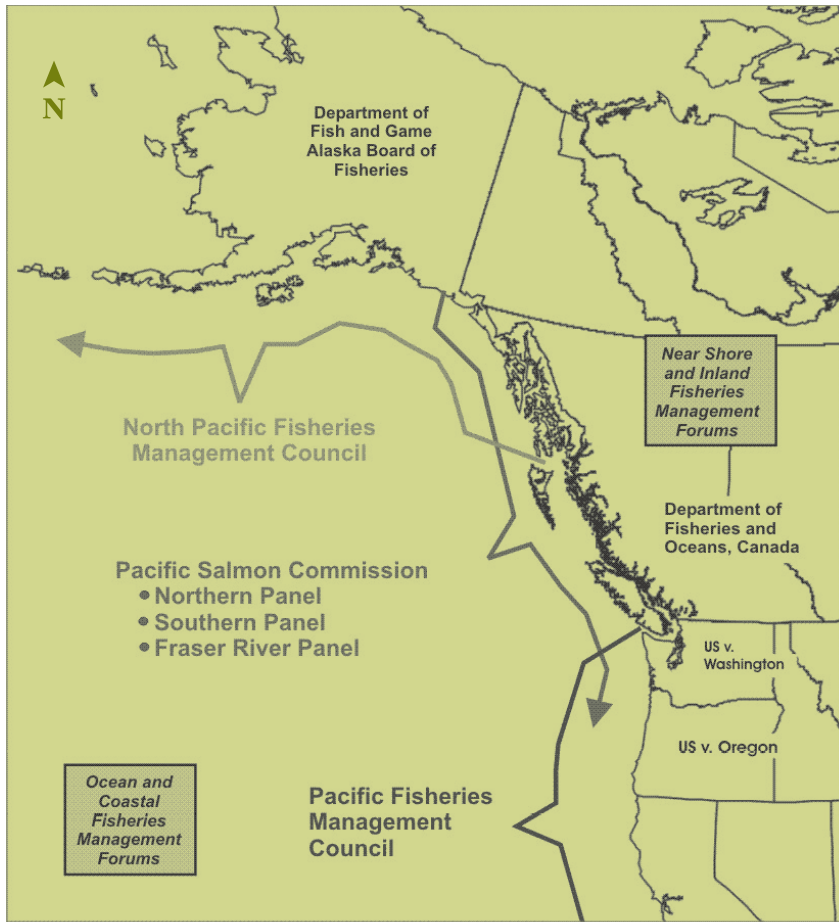 N
Department of
Fish and Game
Alaska Board of
Fisheries
Near Shore
and Inland
Fisheries
Management
Forums
North Pacific Fisheries
Management Council
Department of
Fisheries and
Oceans, Canada
Pacific Salmon Commission
• Northern Panel
• Southern Panel
• Fraser River Panel
US v.
Washington
US v. Oregon
Ocean and
Coastal
Fisheries
Management
Forums
Pacific Fisheries
Management
Council